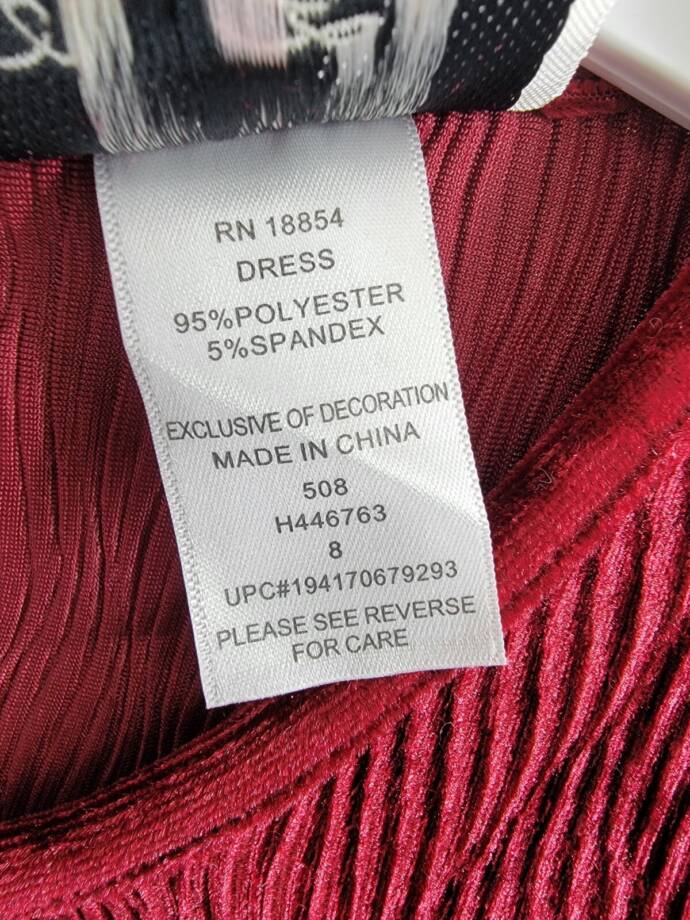 RN 18854
DRESS
95%POLYESTER
5%SPANDEX
EXCLUSIVE OF DECORATION
MADE IN CHINA
508
H446763
8
UPC#194170679293
PLEASE SEE REVERSE
FOR CARE